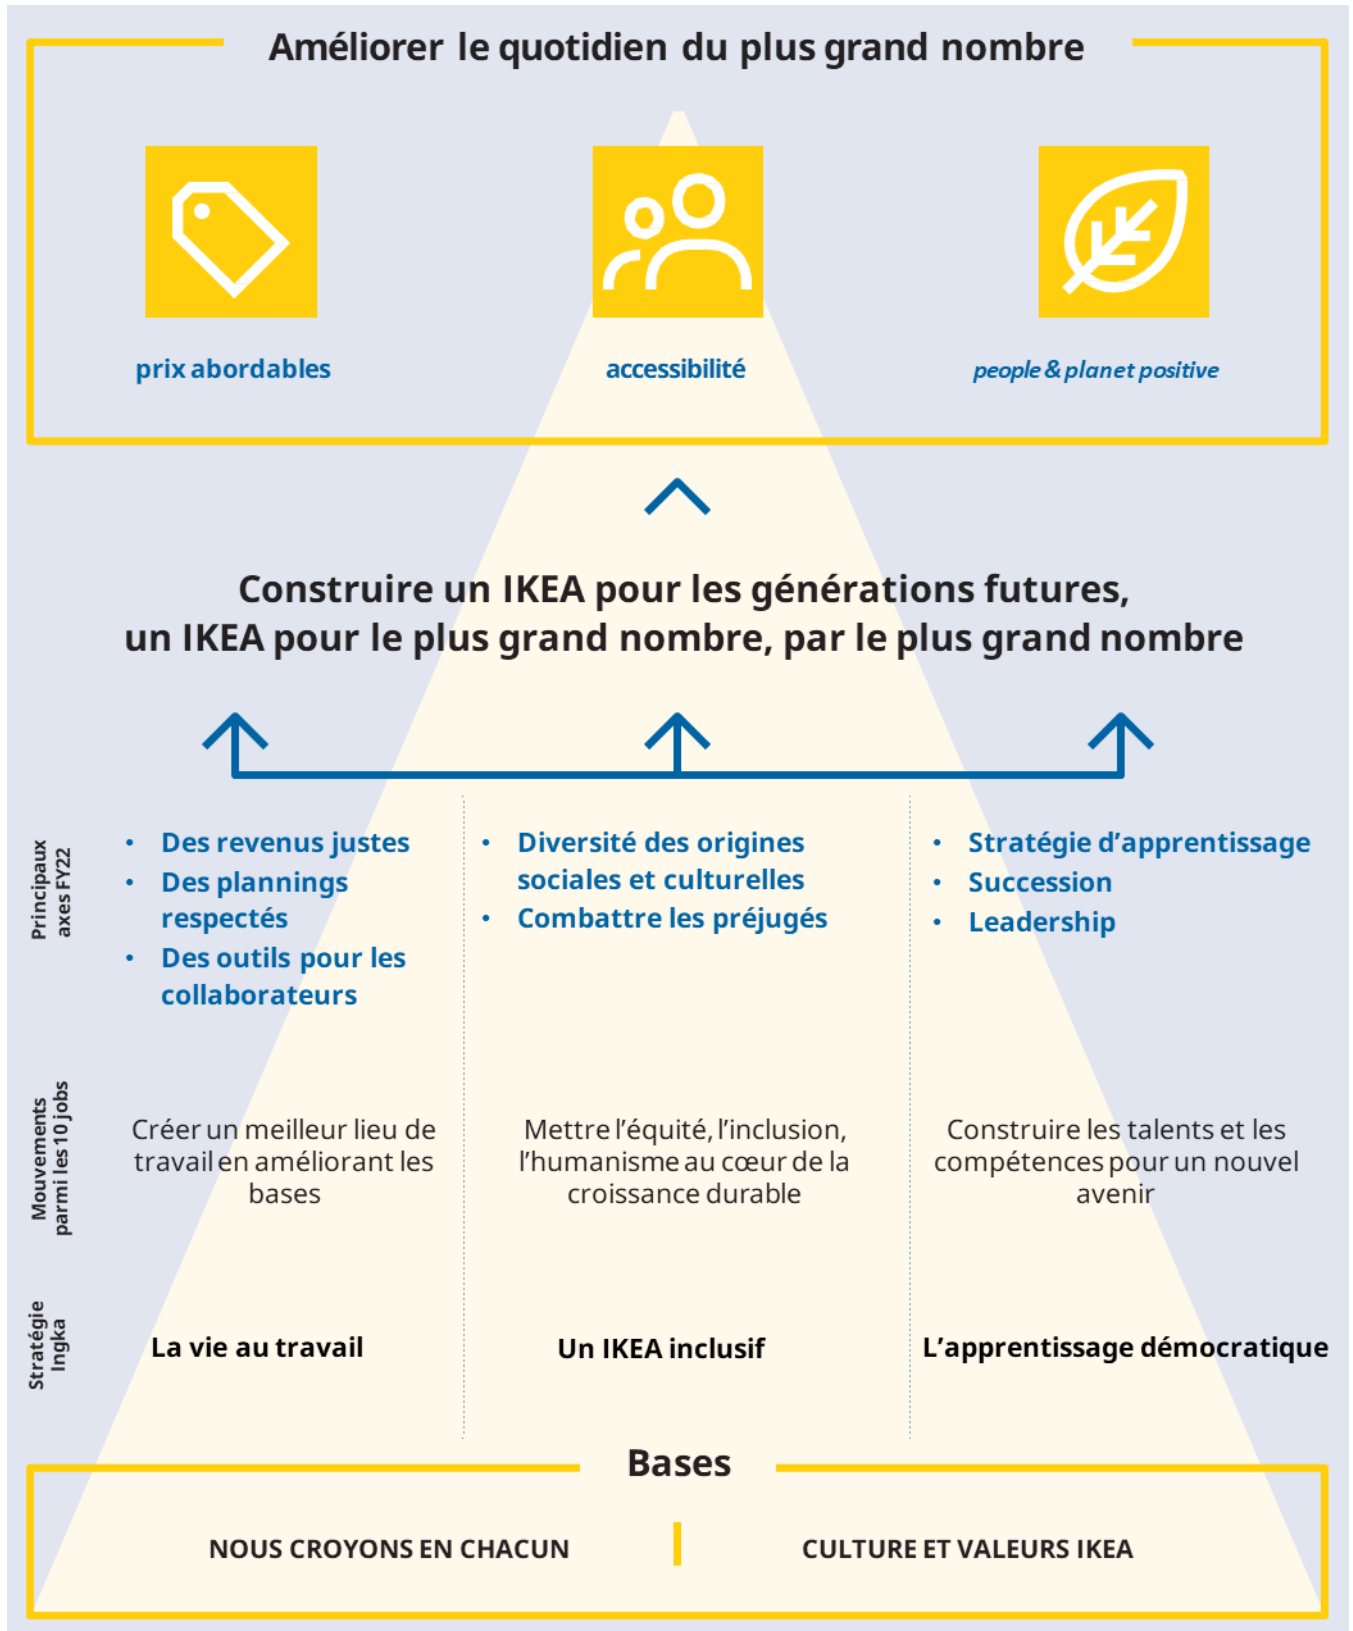 Améliorer le quotidien du plus grand nombre
prix abordables
accessibilité
people & planet positive
Construire un IKEA pour les générations futures,
un IKEA pour le plus grand nombre, par le plus grand nombre
Principaux
axes FY22
• Des revenus justes
• Des plannings
respectés
• Des outils pour les
collaborateurs
• Diversité des origines
sociales et culturelles
• Combattre les préjugés
• Stratégie d’apprentissage
• Succession
• Leadership
Mouvements
parmi les 10 jobs
Créer un meilleur lieu de
travail en améliorant les
bases
Mettre l’équité, l’inclusion,
l’humanisme au cœur de la
croissance durable
Construire les talents et les
compétences pour un nouvel
avenir
Stratégie
Ingka
La vie au travail
Un IKEA inclusif
L’apprentissage démocratique
Bases
NOUS CROYONS EN CHACUN
CULTURE ET VALEURS IKEA